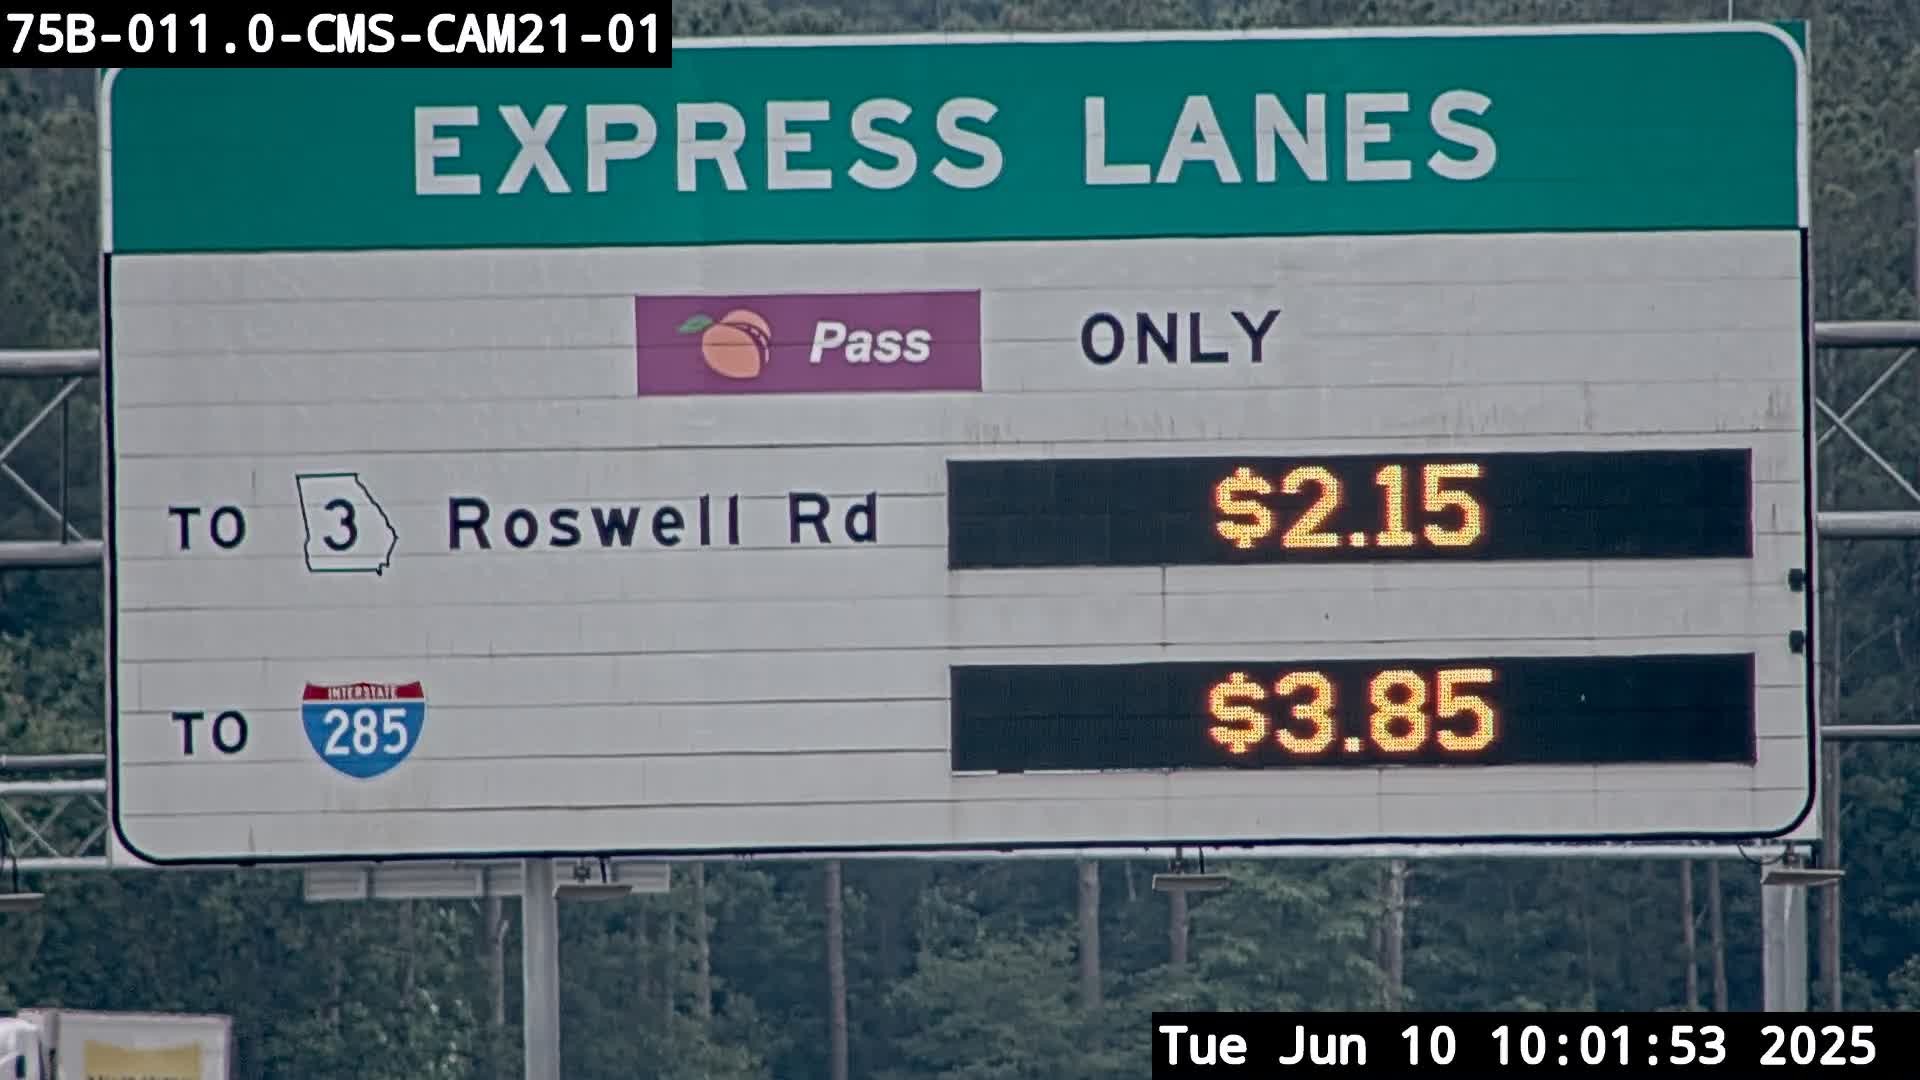 75B-011.0-CMS-CAM21-01
EXPRESS LANES
Pass ONLY
TO 3 Roswell Rd $2.15
TO INTERSTATE 285 $3.85
Tue Jun 10 10:01:53 2025